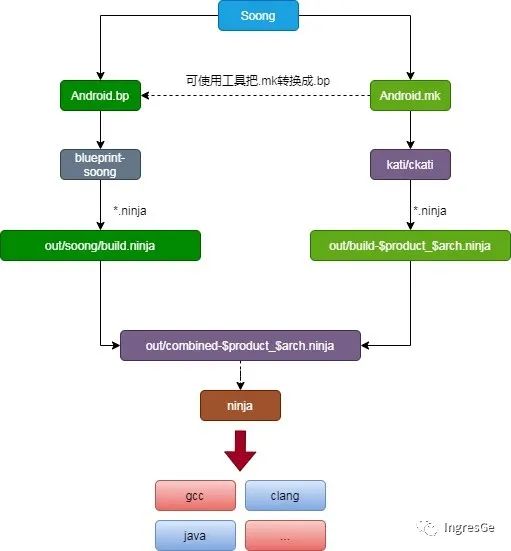 Soong
可使用工具把.mk转换成.bp
Android.bp
Android.mk
blueprint-
soong
kati/ckati
*.ninja
*.ninja
out/soong/build.ninja
out/build-$product_$arch.ninja
out/combined-$product_$arch.ninja
ninja
gcc
clang
java
...
IngresGe